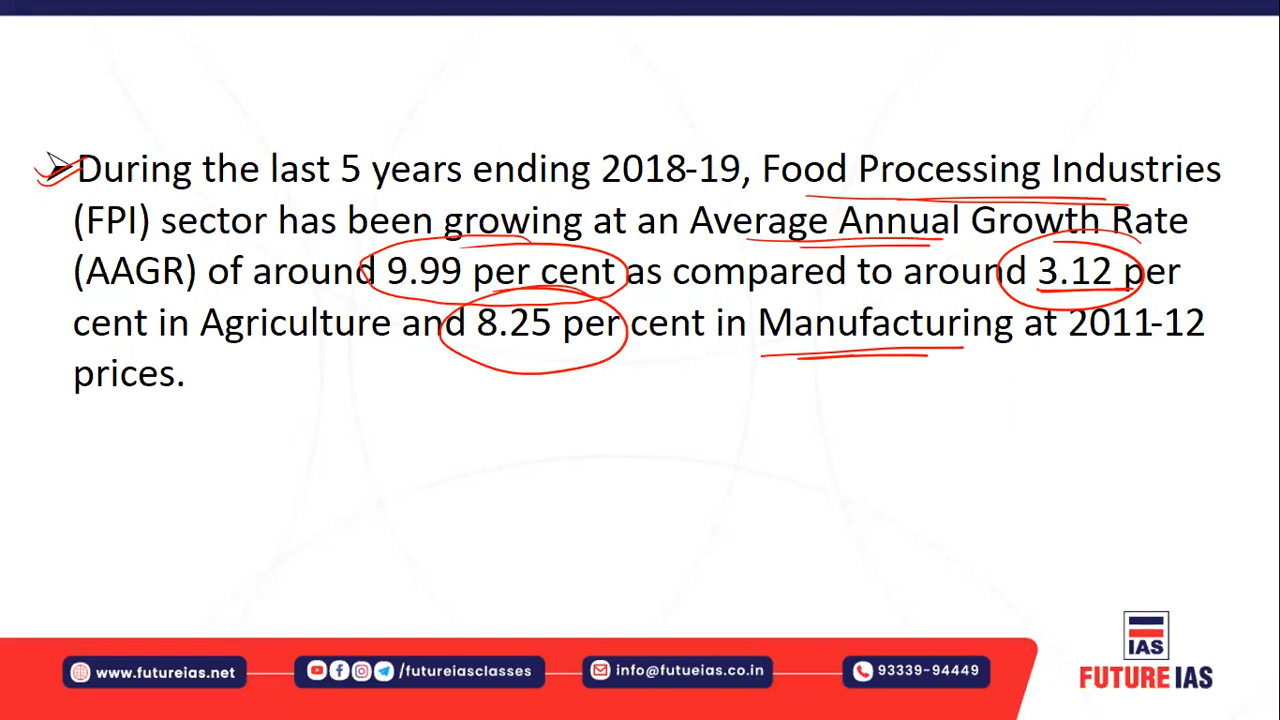 During the last 5 years ending 2018-19, Food Processing Industries
(FPI) sector has been growing at an Average Annual Growth Rate
(AAGR) of around 9.99 per cent as compared to around 3.12 per
cent in Agriculture and 8.25 per cent in Manufacturing at 2011-12
prices.
IAS
www.futureias.net
/futureiasclasses
info@futueias.co.in
93339-94449
FUTURE IAS